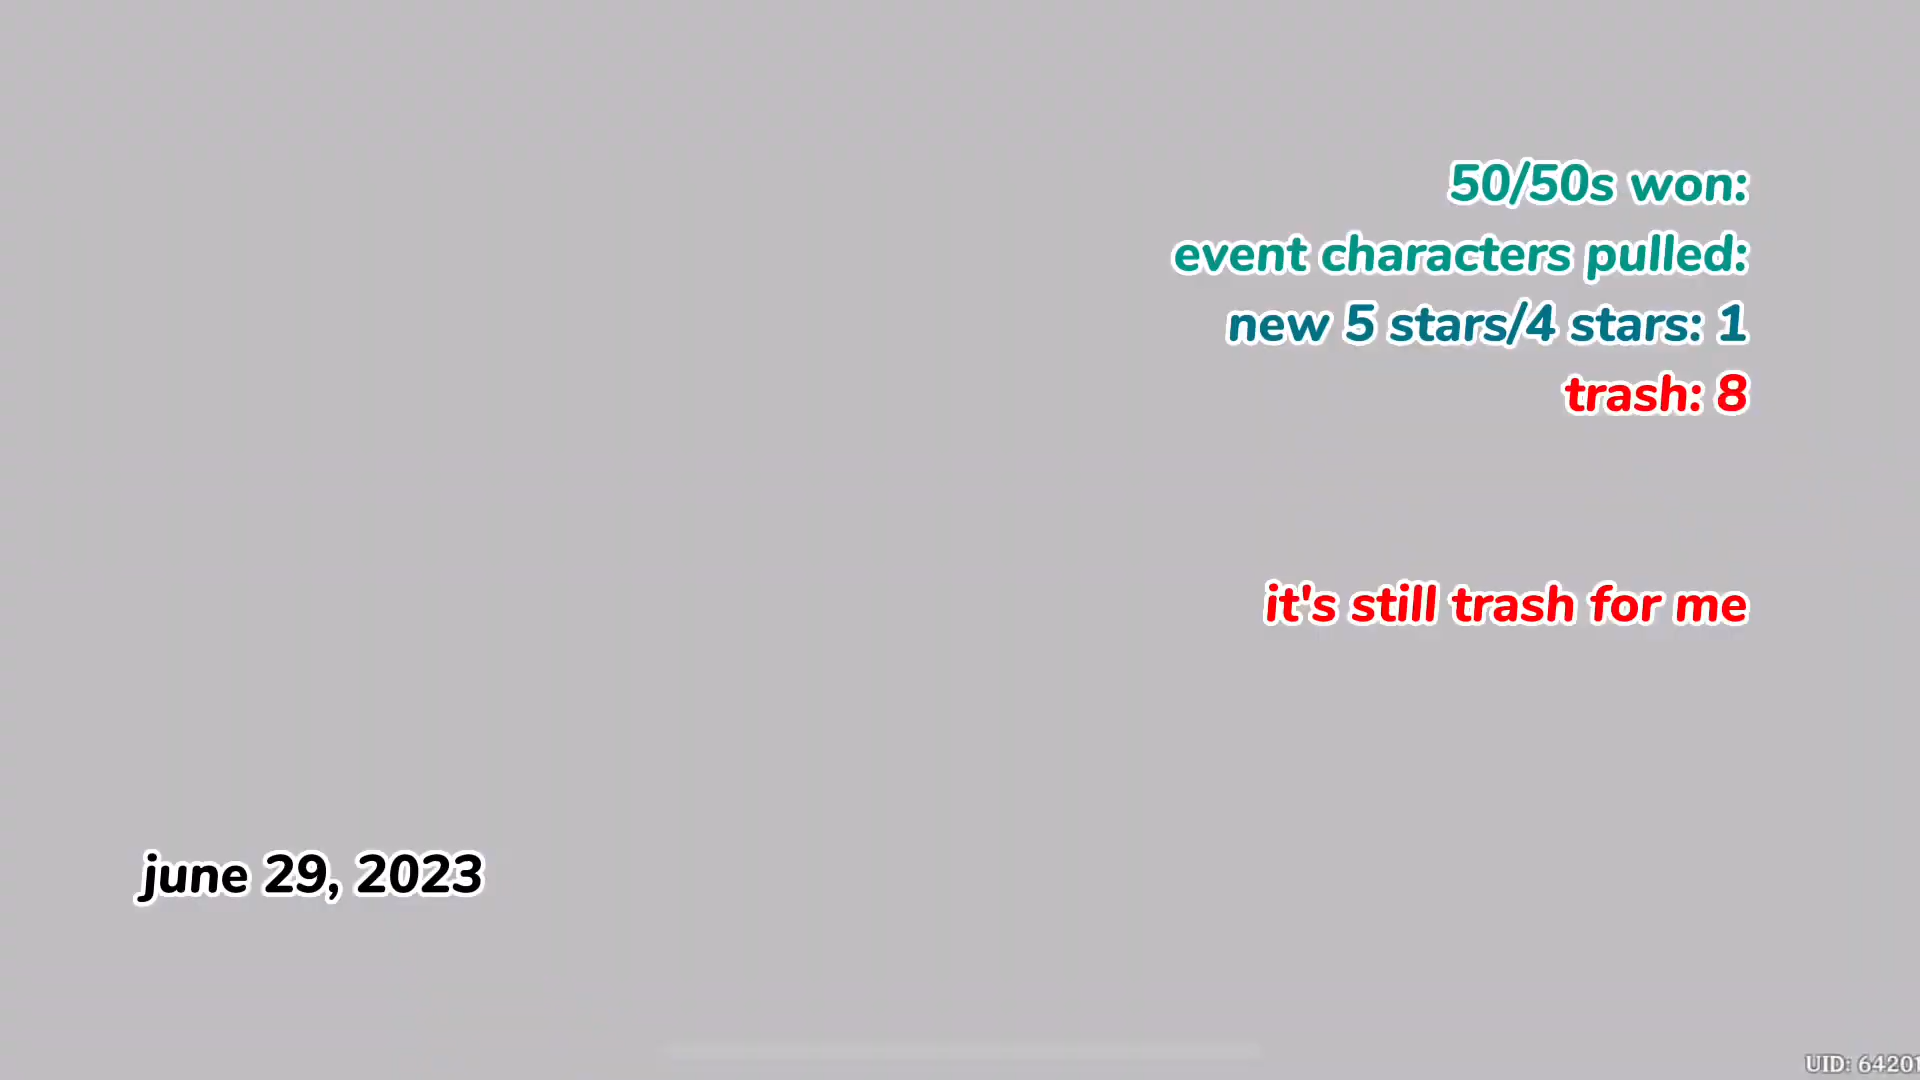 50/50s won:
event characters pulled:
new 5 stars/4 stars: 1
trash: 8
it's still trash for me
june 29, 2023
UID: 64201